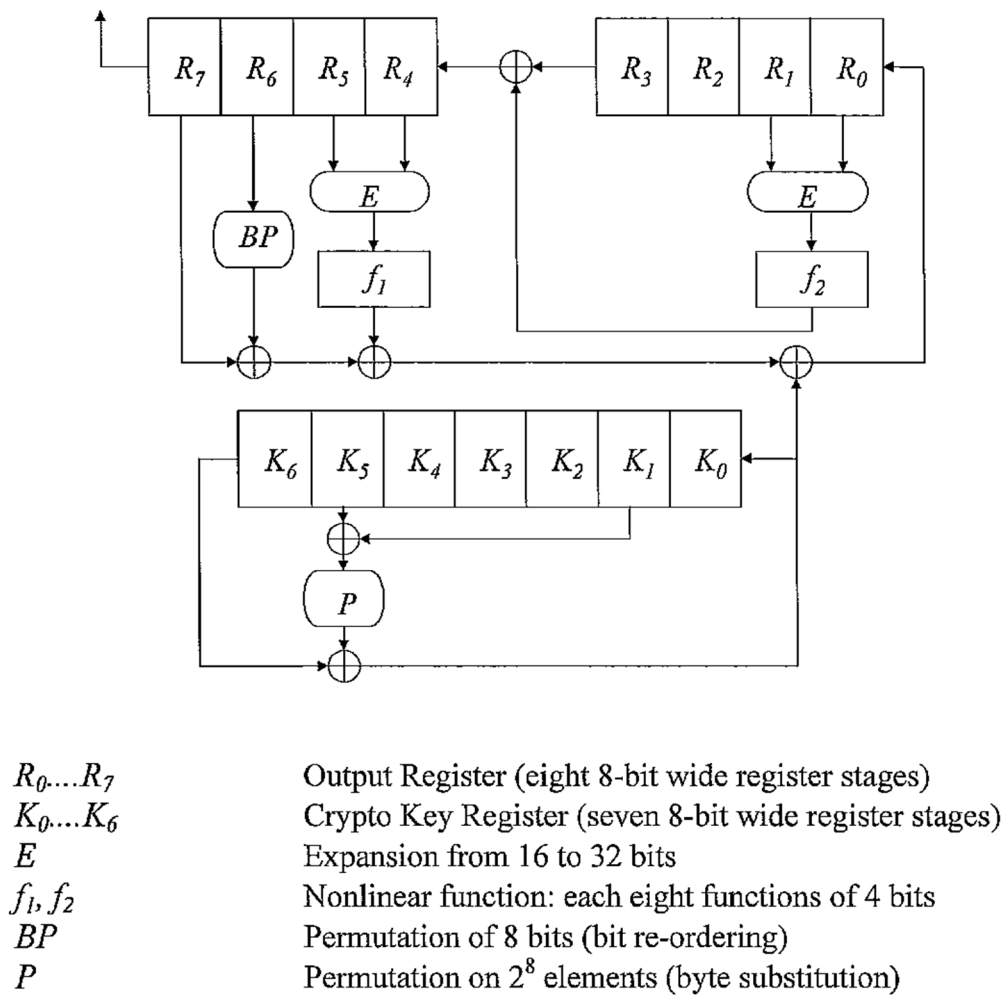 R7 R6 R5 R4 R3 R2 R1 R0
E E
BP f1 f2
K6 K5 K4 K3 K2 K1 K0
P
R0....R7 Output Register (eight 8-bit wide register stages)
K0....K6 Crypto Key Register (seven 8-bit wide register stages)
E Expansion from 16 to 32 bits
f1, f2 Nonlinear function: each eight functions of 4 bits
BP Permutation of 8 bits (bit re-ordering)
P Permutation on 2⁸ elements (byte substitution)